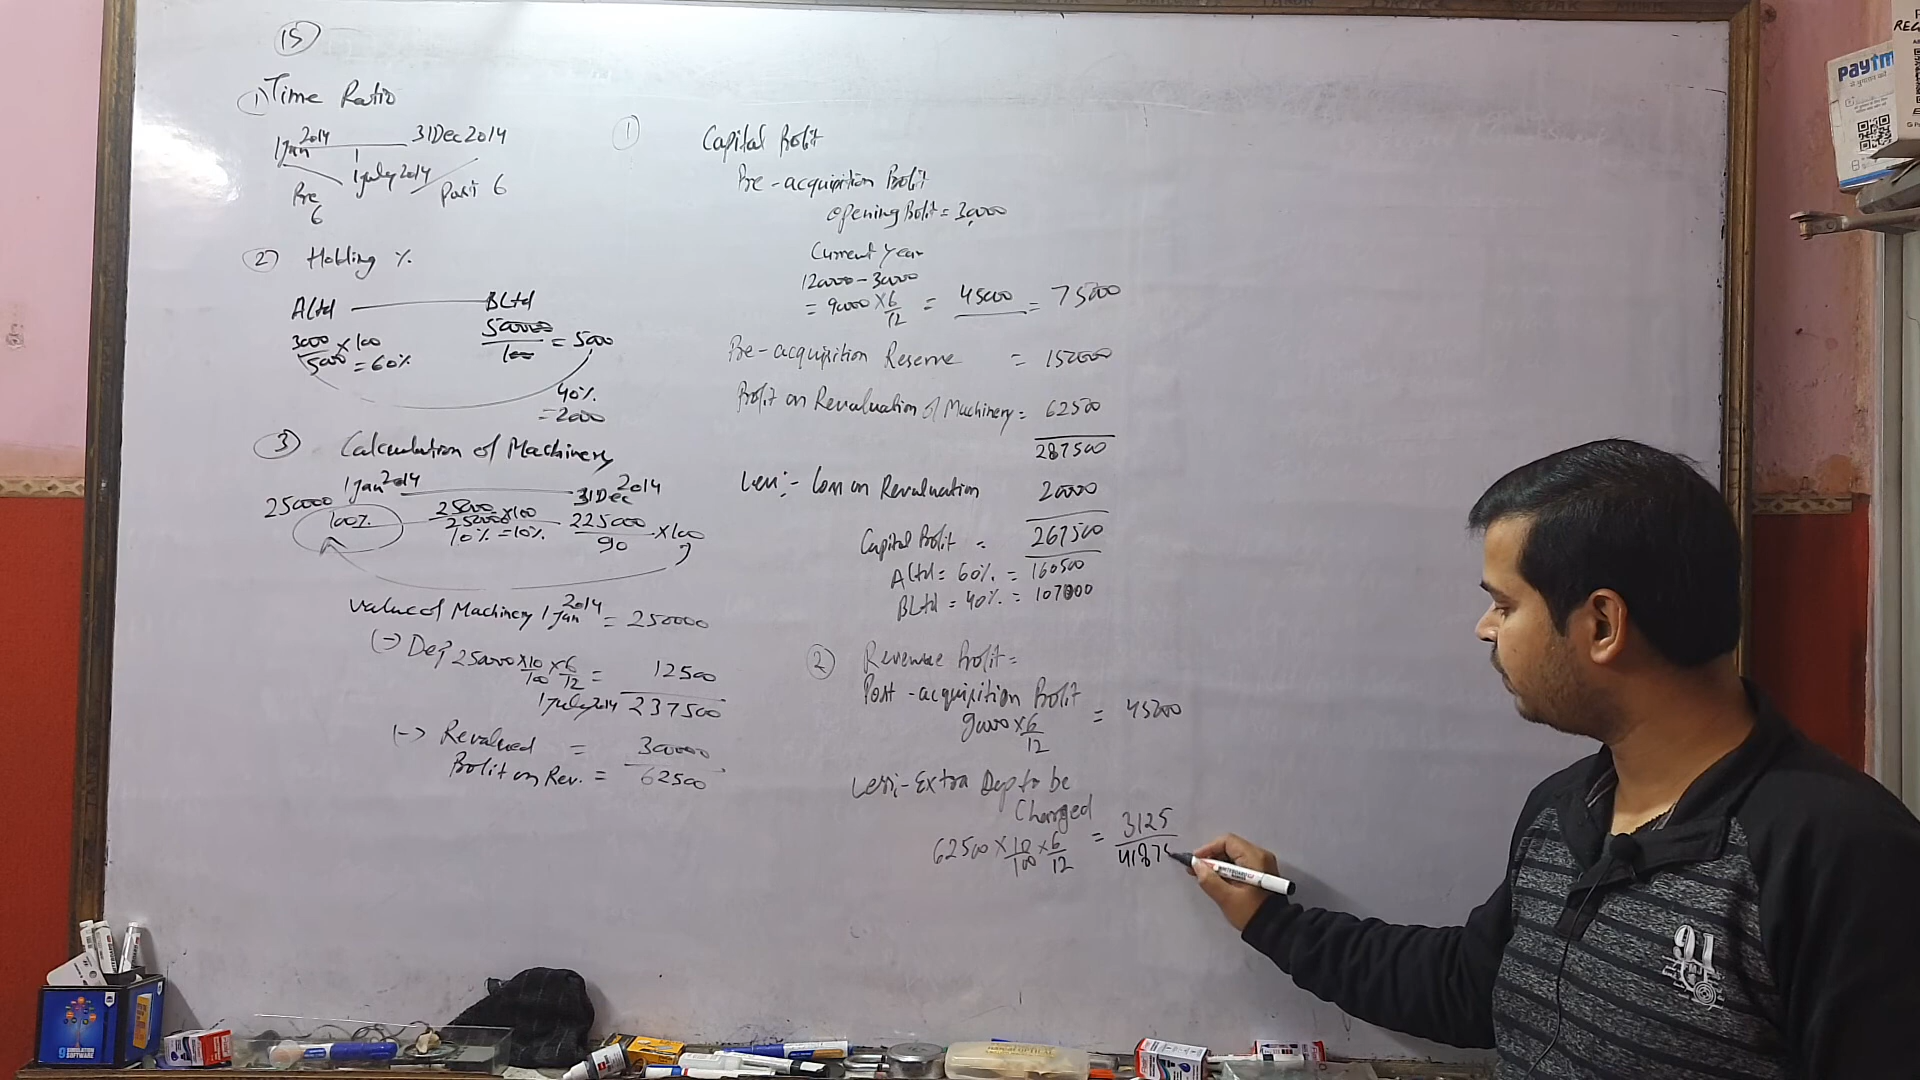 15
1) Time Ratio
1 Jan 2014 31 Dec 2014
1 July 2014
Pre 6 Post 6
2) Holding %
A Ltd B Ltd
3000/5000 × 100 = 60%
500000/100 = 5000
40%
= 2000
3) Calculation of Machinery
1 Jan 2014 31 Dec 2014
250000
100%
25000/250000 × 100
10% = 10%
225000/90 × 100
Value of Machinery 1 Jan 2014 = 250000
(-) Dep 250000 × 10/100 × 6/12 = 12500
1 July 2014 237500
(-) Revalued = 300000
Profit on Rev. = 62500
1
Capital Profit
Pre-acquisition Profit
Opening Profit = 30000
Current Year
120000 - 30000
= 90000 × 6/12 = 45000 = 75000
Pre-acquisition Reserve = 150000
Profit on Revaluation of Machinery = 62500
287500
Less:- Loss on Revaluation 20000
Capital Profit = 267500
A Ltd = 60% = 160500
B Ltd = 40% = 107000
2 Revenue Profit =
Post-acquisition Profit
90000 × 6/12 = 45000
Less:- Extra Dep to be
Charged
62500 × 10/100 × 6/12 = 3125
41875
paytm